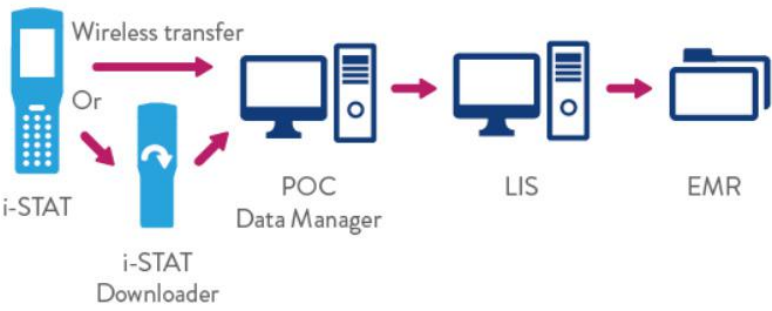 Wireless transfer
Or
i-STAT
i-STAT
Downloader
POC
Data Manager
LIS
EMR